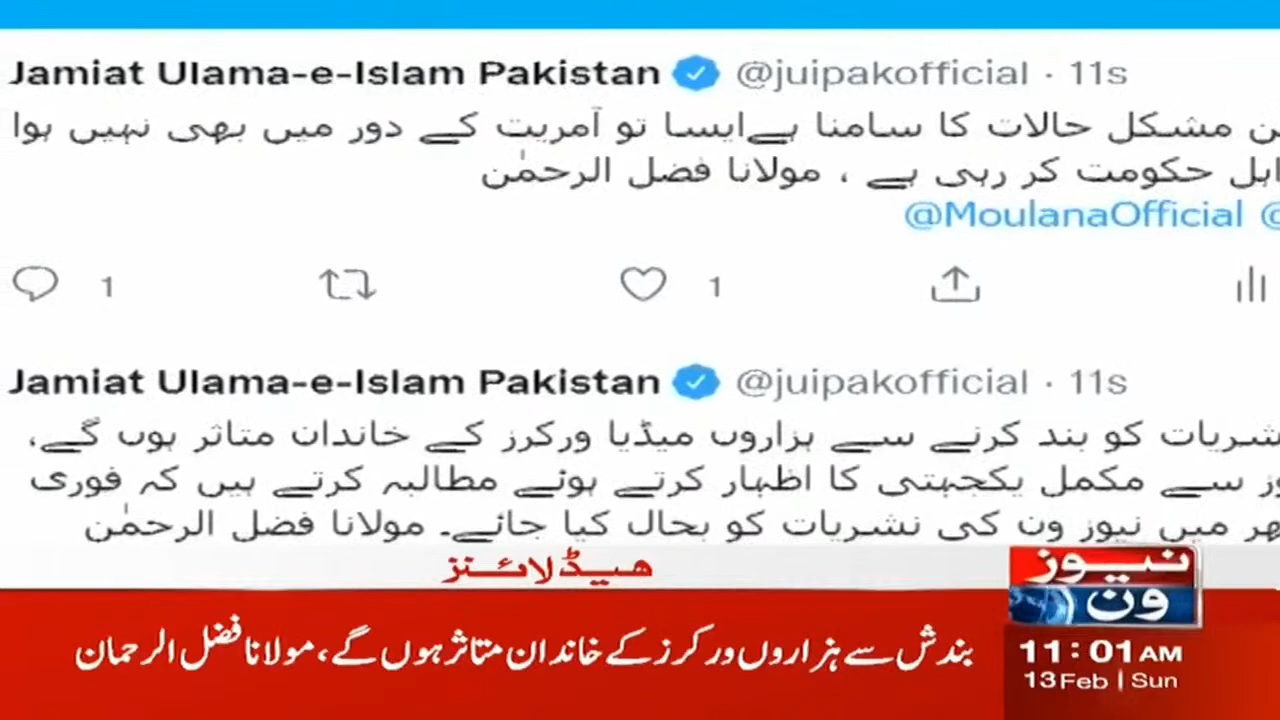 Jamiat Ulama-e-Islam Pakistan @juipakofficial · 11s
مشکل حالات کا سامنا ہےایسا تو آمریت کے دور میں بھی نہیں ہوا
حکومت کر رہی ہے ، مولانا فضل الرحمٰن
@MoulanaOfficial @
1 1
Jamiat Ulama-e-Islam Pakistan @juipakofficial · 11s
کو بند کرنے سے ہزاروں میڈیا ورکرز کے خاندان متاثر ہوں گے،
سے مکمل یکجہتی کا اظہار کرتے ہوئے مطالبہ کرتے ہیں کہ فوری
میں نیوز ون کی نشریات کو بحال کیا جائے۔ مولانا فضل الرحمٰن
ھیڈلائنز
نیوز
ون
بندش سے ہزاروں ورکرز کے خاندان متاثر ہوں گے، مولانا فضل الرحمان
11:01 AM
13 Feb | Sun